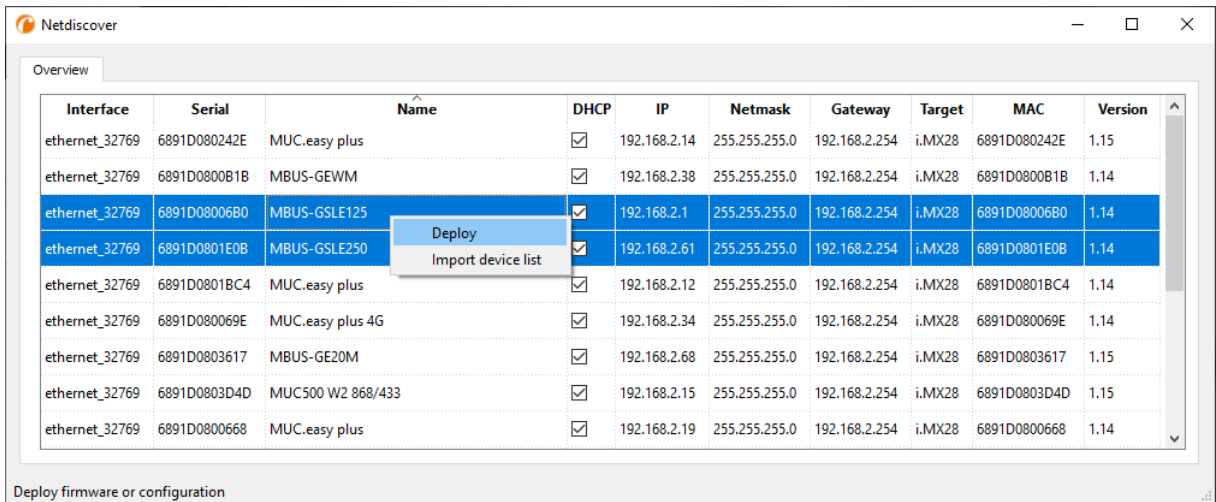 Netdiscover
Overview
Interface Serial Name DHCP IP Netmask Gateway Target MAC Version
ethernet_32769 6891D080242E MUC.easy plus 192.168.2.14 255.255.255.0 192.168.2.254 i.MX28 6891D080242E 1.15
ethernet_32769 6891D0800B1B MBUS-GEWM 192.168.2.38 255.255.255.0 192.168.2.254 i.MX28 6891D0800B1B 1.14
ethernet_32769 6891D08006B0 MBUS-GSLE125 192.168.2.1 255.255.255.0 192.168.2.254 i.MX28 6891D08006B0 1.14
Deploy
ethernet_32769 6891D0801E0B MBUS-GSLE250 192.168.2.61 255.255.255.0 192.168.2.254 i.MX28 6891D0801E0B 1.14
Import device list
ethernet_32769 6891D0801BC4 MUC.easy plus 192.168.2.12 255.255.255.0 192.168.2.254 i.MX28 6891D0801BC4 1.14
ethernet_32769 6891D080069E MUC.easy plus 4G 192.168.2.34 255.255.255.0 192.168.2.254 i.MX28 6891D080069E 1.14
ethernet_32769 6891D0803617 MBUS-GE20M 192.168.2.68 255.255.255.0 192.168.2.254 i.MX28 6891D0803617 1.15
ethernet_32769 6891D0803D4D MUC500 W2 868/433 192.168.2.15 255.255.255.0 192.168.2.254 i.MX28 6891D0803D4D 1.15
ethernet_32769 6891D0800668 MUC.easy plus 192.168.2.19 255.255.255.0 192.168.2.254 i.MX28 6891D0800668 1.14
Deploy firmware or configuration